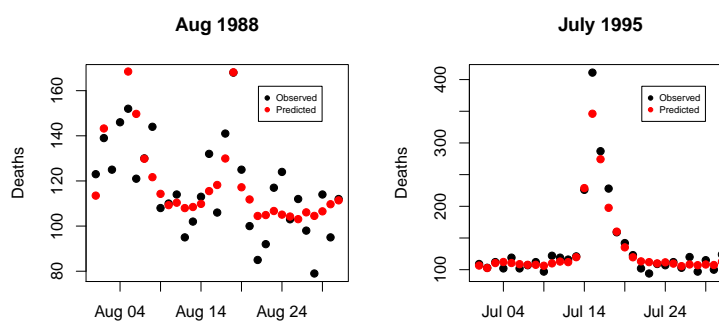 Aug 1988
Deaths
160
140
120
100
80
Observed
Predicted
Aug 04
Aug 14
Aug 24
July 1995
Deaths
400
300
200
100
Observed
Predicted
Jul 04
Jul 14
Jul 24